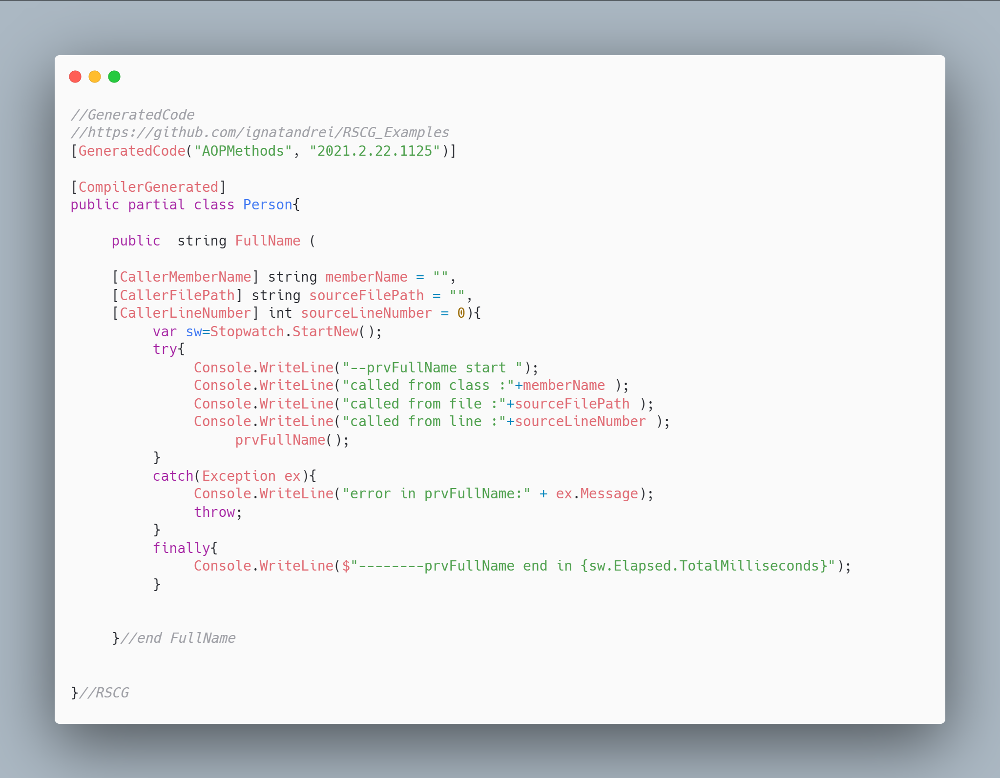 //GeneratedCode
//https://github.com/ignatandrei/RSCG_Examples
[GeneratedCode("AOPMethods", "2021.2.22.1125")]
[CompilerGenerated]
public partial class Person{
public  string FullName (
[CallerMemberName] string memberName = "",
[CallerFilePath] string sourceFilePath = "",
[CallerLineNumber] int sourceLineNumber = 0){
var sw=Stopwatch.StartNew();
try{
Console.WriteLine("--prvFullName start ");
Console.WriteLine("called from class :"+memberName );
Console.WriteLine("called from file :"+sourceFilePath );
Console.WriteLine("called from line :"+sourceLineNumber );
prvFullName();
}
catch(Exception ex){
Console.WriteLine("error in prvFullName:" + ex.Message);
throw;
}
finally{
Console.WriteLine($"--------prvFullName end in {sw.Elapsed.TotalMilliseconds}");
}
}//end FullName
}//RSCG